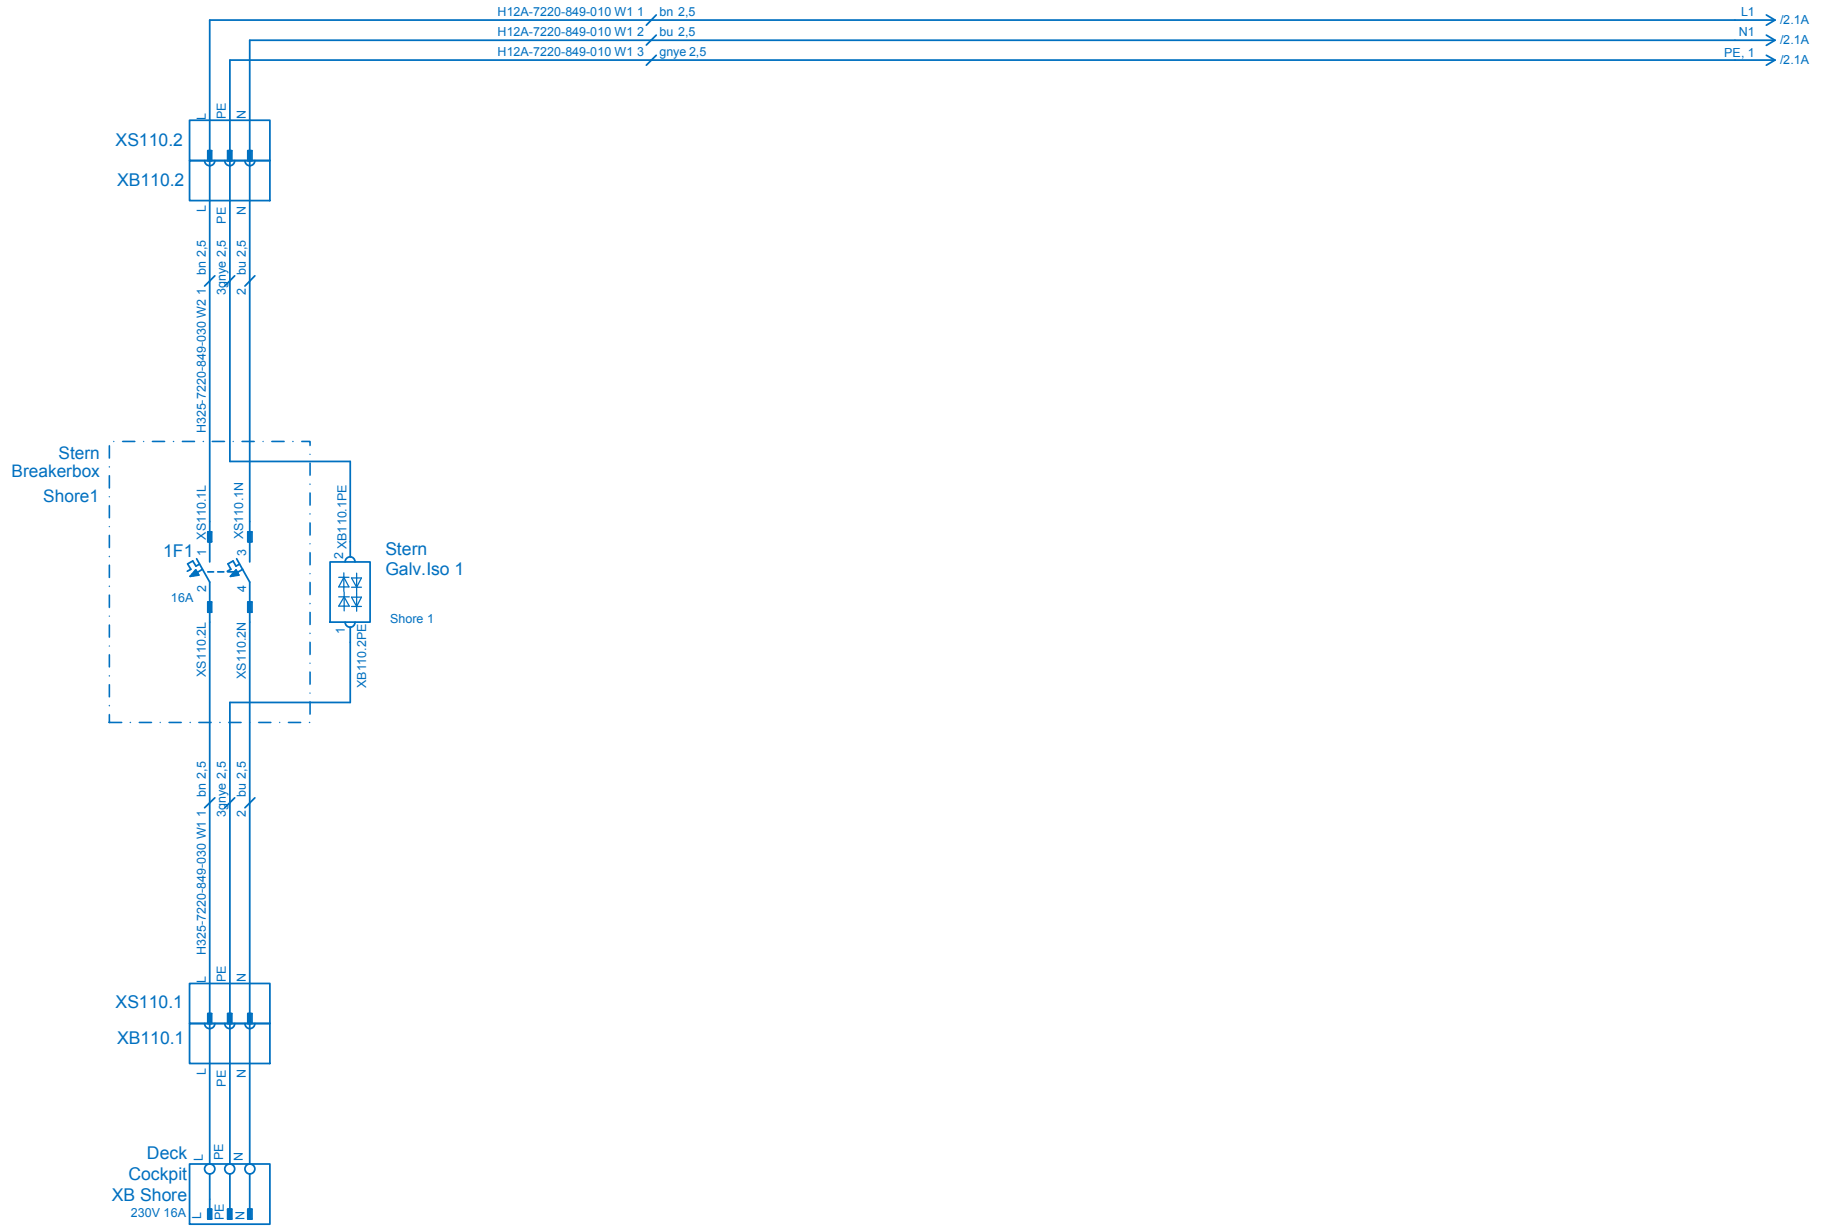 H12A-7220-849-010 W1 1 bn 2,5 L1 /2.1A
H12A-7220-849-010 W1 2 bu 2,5 N1 /2.1A
H12A-7220-849-010 W1 3 gnye 2,5 PE, 1 /2.1A
L PE N
XS110.2
XB110.2
L PE N
bn 2,5 gnye 2,5 bu 2,5
H325-7220-849-030 W2 1 3 2
Stern
Breakerbox
Shore1
XS110.1L XS110.1N XB110.1PE
1F1 1 3 2
16A 2 4 1
XS110.2L XS110.2N XB110.2PE
Stern
Galv.Iso 1
Shore 1
bn 2,5 gnye 2,5 bu 2,5
H325-7220-849-030 W1 1 3 2
L PE N
XS110.1
XB110.1
L PE N
Deck
Cockpit
XB Shore
230V 16A
L PE N
L PE N